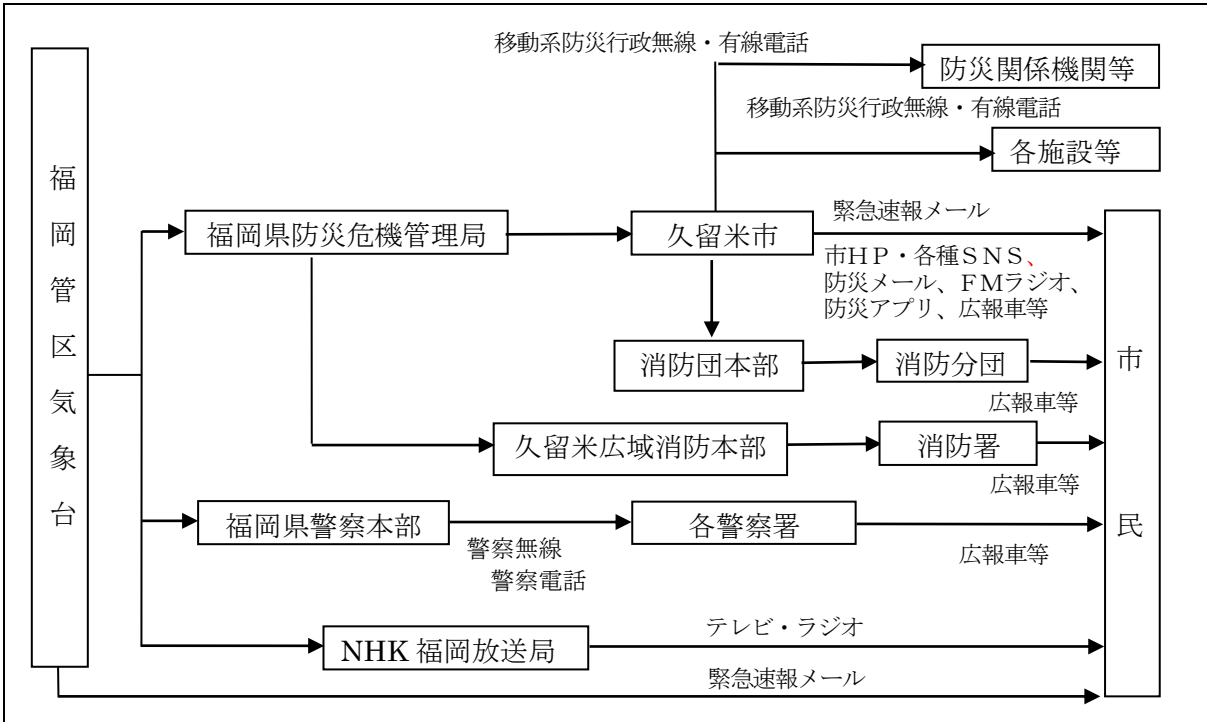 移動系防災行政無線・有線電話
防災関係機関等
移動系防災行政無線・有線電話
各施設等
福岡管区気象台
福岡県防災危機管理局
久留米市
緊急速報メール
市HP・各種SNS、
防災メール、FMラジオ、
防災アプリ、広報車等
消防団本部
消防分団
広報車等
久留米広域消防本部
消防署
広報車等
福岡県警察本部
警察無線
警察電話
各警察署
広報車等
NHK福岡放送局
テレビ・ラジオ
緊急速報メール
市民